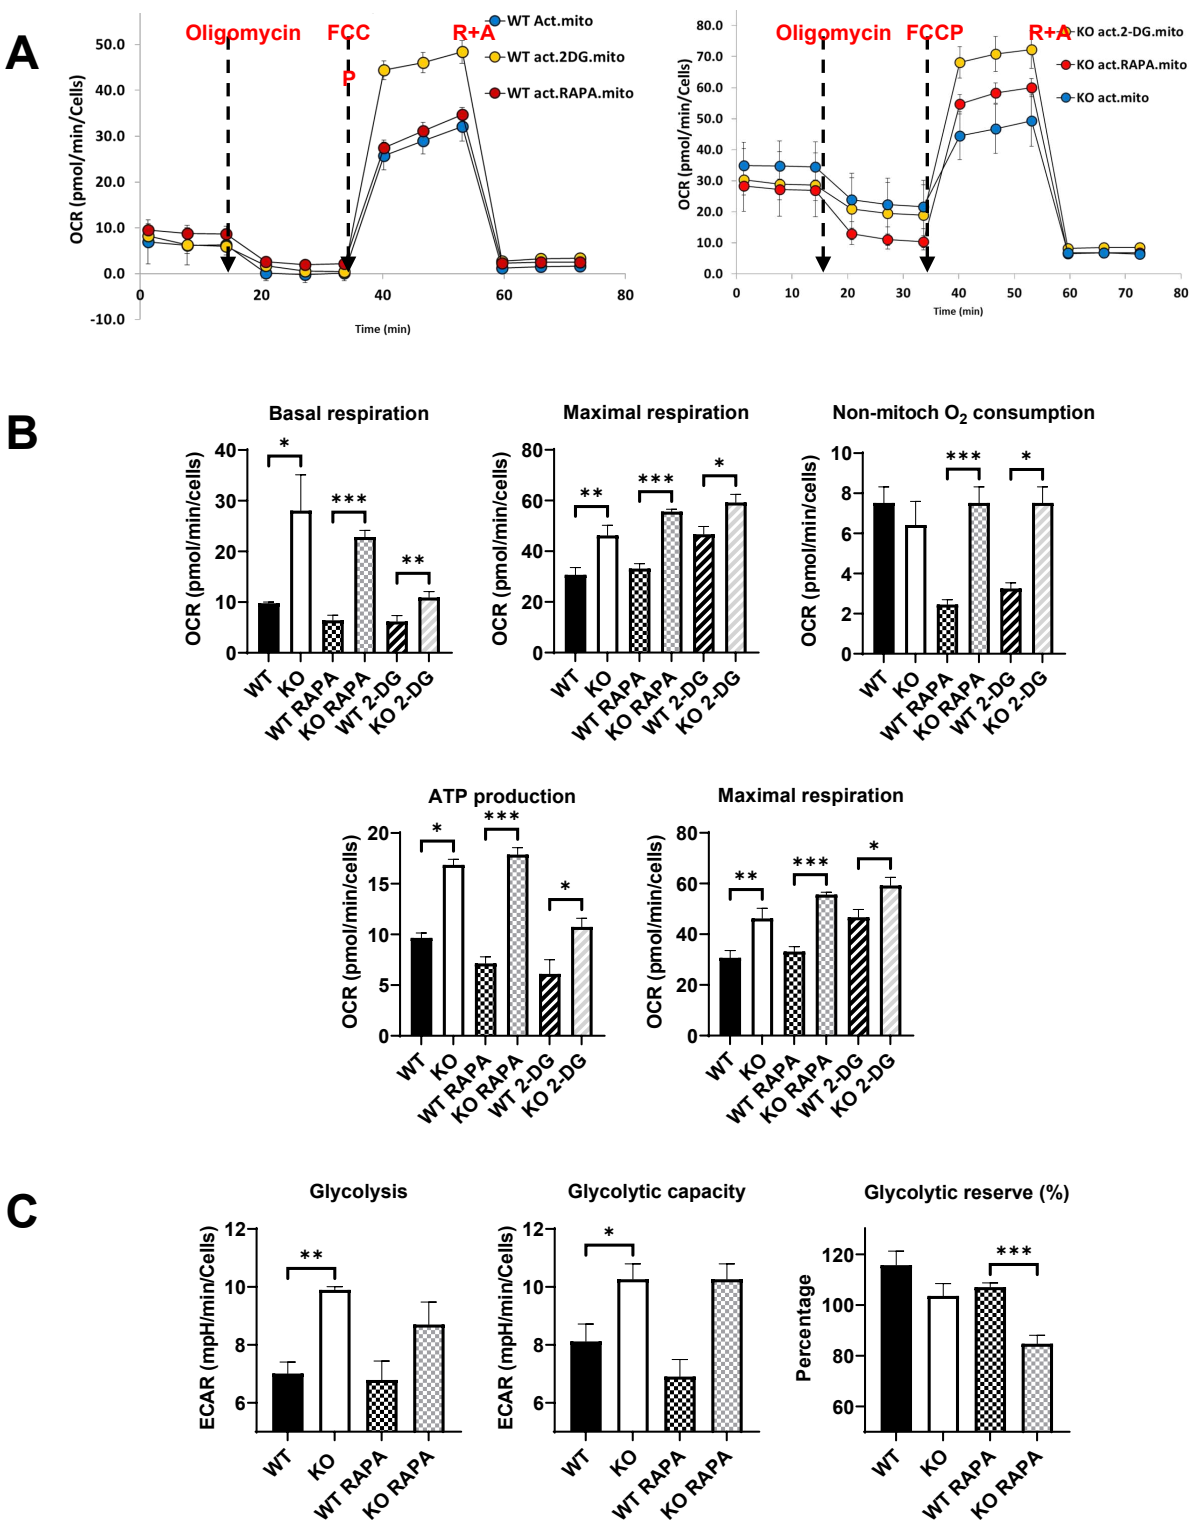 A
Oligomycin
FCC
P
R+A
WT Act.mito
WT act.2DG.mito
WT act.RAPA.mito
OCR (pmol/min/Cells)
50.0
40.0
30.0
20.0
10.0
0.0
-10.0
0
20
40
60
80
Time (min)
Oligomycin
FCCP
R+A
KO act.2-DG.mito
KO act.RAPA.mito
KO act.mito
OCR (pmol/min/Cells)
80.0
70.0
60.0
50.0
40.0
30.0
20.0
10.0
0.0
0
10
20
30
40
50
60
70
80
Time (min)
B
Basal respiration
OCR (pmol/min/cells)
40
30
20
10
0
*
***
**
WT
KO
WT RAPA
KO RAPA
WT 2-DG
KO 2-DG
Maximal respiration
OCR (pmol/min/cells)
80
60
40
20
0
**
***
*
WT
KO
WT RAPA
KO RAPA
WT 2-DG
KO 2-DG
Non-mitoch O₂ consumption
OCR (pmol/min/cells)
10
8
6
4
2
0
***
*
WT
KO
WT RAPA
KO RAPA
WT 2-DG
KO 2-DG
ATP production
OCR (pmol/min/cells)
20
15
10
5
0
*
***
*
WT
KO
WT RAPA
KO RAPA
WT 2-DG
KO 2-DG
Maximal respiration
OCR (pmol/min/cells)
80
60
40
20
0
**
***
*
WT
KO
WT RAPA
KO RAPA
WT 2-DG
KO 2-DG
C
Glycolysis
ECAR (mpH/min/Cells)
12
10
8
6
**
WT
KO
WT RAPA
KO RAPA
Glycolytic capacity
ECAR (mpH/min/Cells)
12
10
8
6
*
WT
KO
WT RAPA
KO RAPA
Glycolytic reserve (%)
Percentage
120
100
80
60
***
WT
KO
WT RAPA
KO RAPA